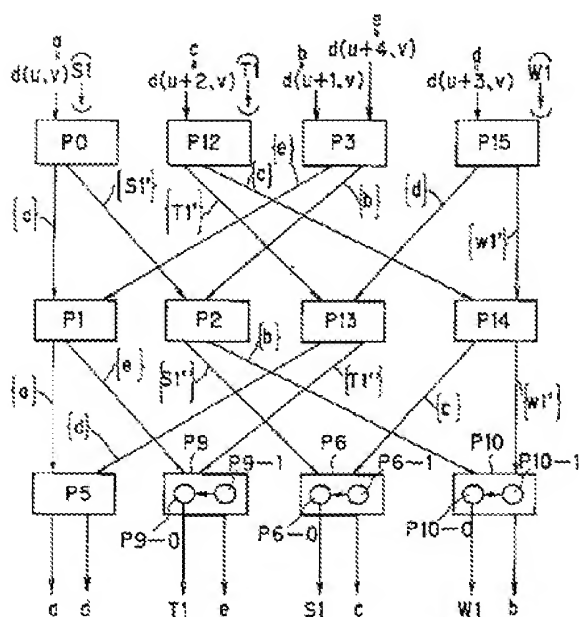 a c b e d
d(u,v) S1 d(u+2,v) T1 d(u+1,v) d(u+4,v) d(u+3,v) W1
P0 P12 P3 P15
{S1'} {e} {c} {T1'} {b} {d}
{a} {W1'}
P1 P2 P13 P14
{e} {S1'} {b} {T1'} {c} {W1'}
{a} {d}
P9 P6 P10
P5 P9-1 P6-1 P10-1
P9-0 P6-0 P10-0
a d T1 e S1 c W1 b